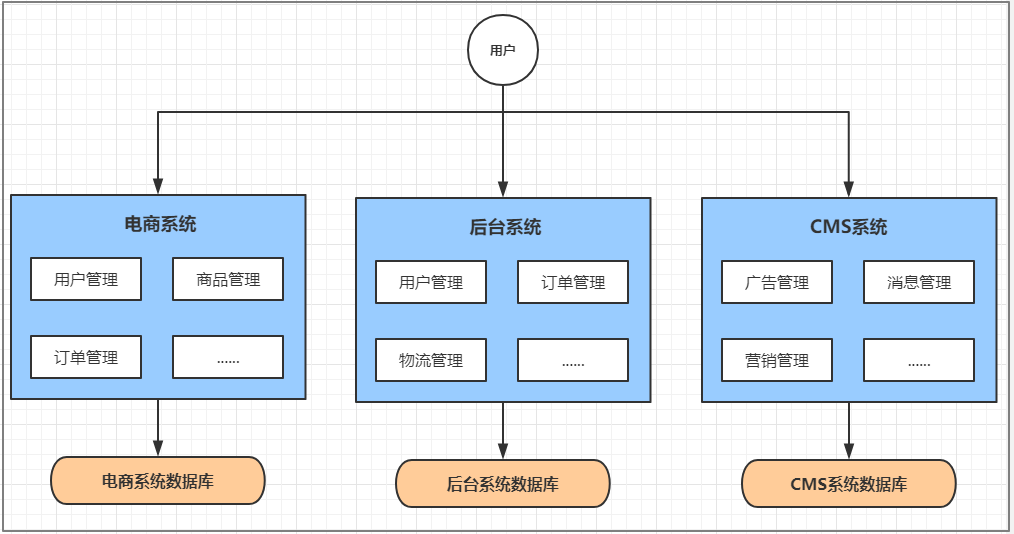 用户
电商系统
用户管理
商品管理
订单管理
......
后台系统
用户管理
订单管理
物流管理
......
CMS系统
广告管理
消息管理
营销管理
......
电商系统数据库
后台系统数据库
CMS系统数据库